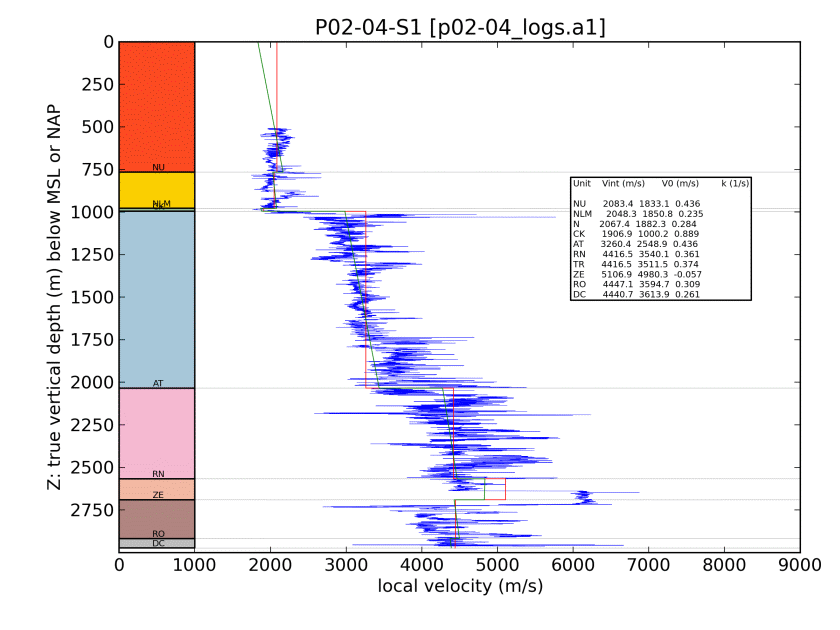 P02-04-S1 [p02-04_logs.a1]
Z: true vertical depth (m) below MSL or NAP
0
250
500
750
1000
1250
1500
1750
2000
2250
2500
2750
NU
NLM
AT
RN
ZE
RO
DC
Unit Vint (m/s) V0 (m/s) k (1/s)
NU 2083.4 1833.1 0.436
NLM 2048.3 1850.8 0.235
N 2067.4 1882.3 0.284
CK 1906.9 1000.2 0.889
AT 3260.4 2548.9 0.436
RN 4416.5 3540.1 0.361
TR 4416.5 3511.5 0.374
ZE 5106.9 4980.3 -0.057
RO 4447.1 3594.7 0.309
DC 4440.7 3613.9 0.261
0 1000 2000 3000 4000 5000 6000 7000 8000 9000
local velocity (m/s)